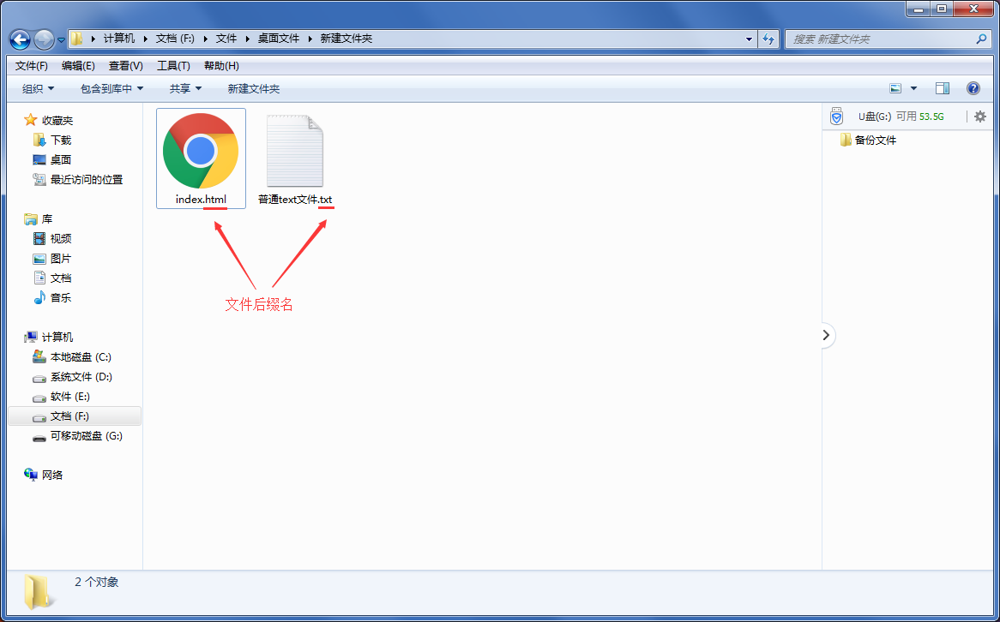 计算机 文档 (F:) 文件 桌面文件 新建文件夹
搜索 新建文件夹
文件(F) 编辑(E) 查看(V) 工具(T) 帮助(H)
组织 包含到库中 共享 新建文件夹
收藏夹
下载
桌面
最近访问的位置
库
视频
图片
文档
音乐
计算机
本地磁盘 (C:)
系统文件 (D:)
软件 (E:)
文档 (F:)
可移动磁盘 (G:)
网络
index.html
普通text文件.txt
文件后缀名
U盘(G:) 可用 53.5G
备份文件
2 个对象